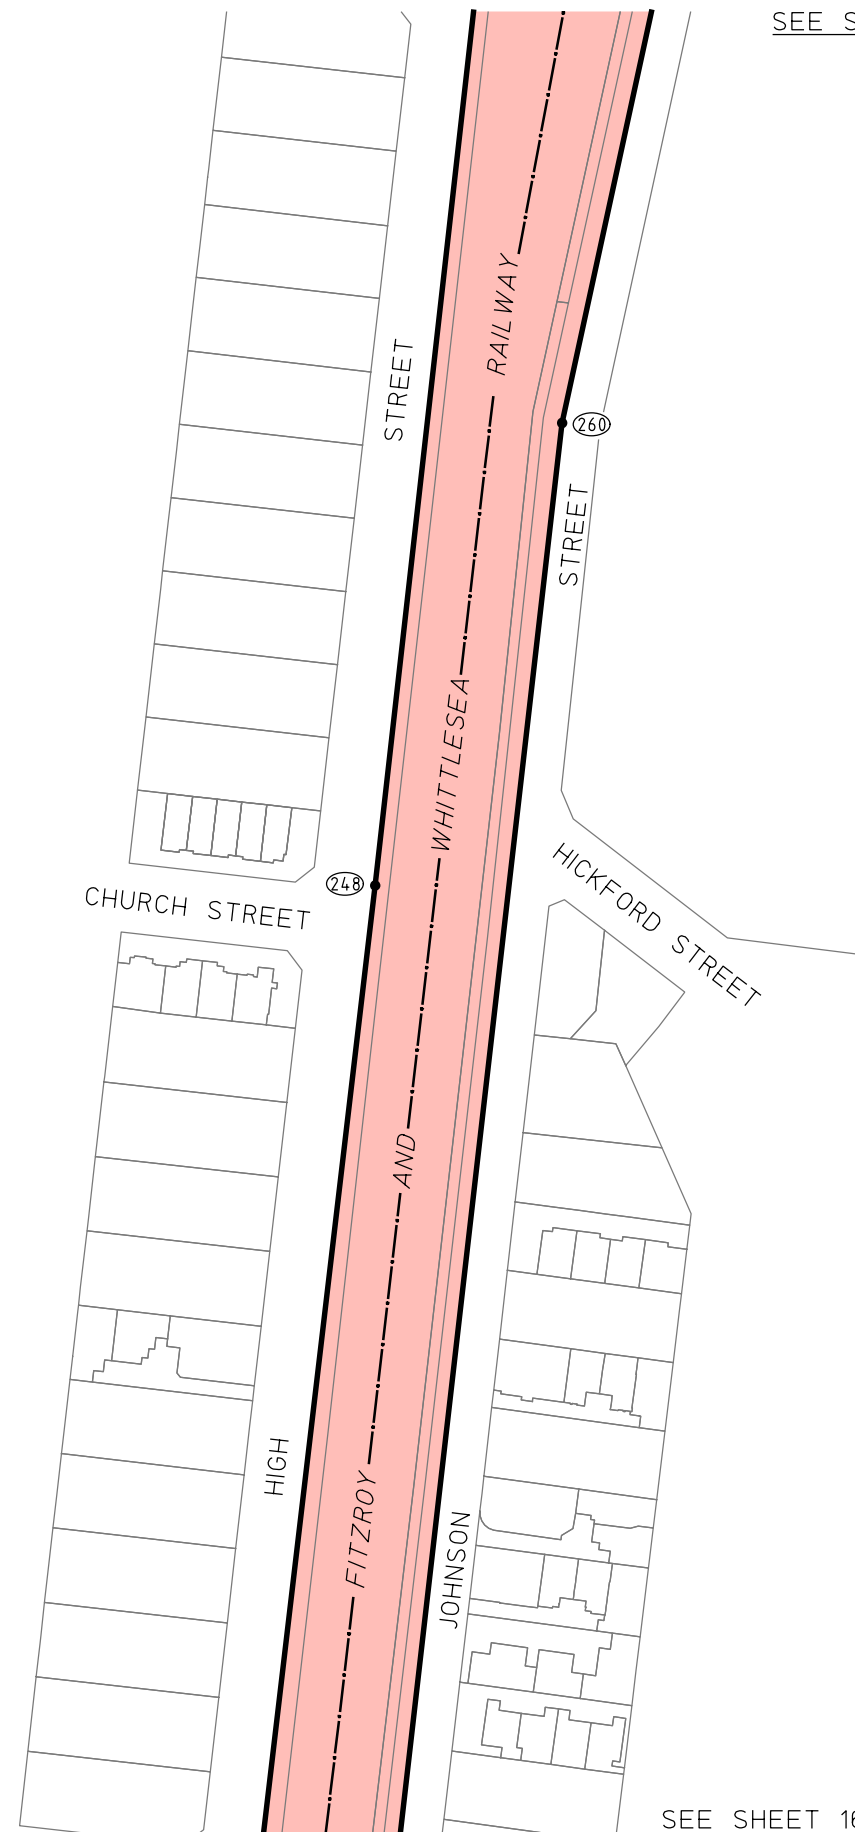 SEE
RAILWAY
STREET
260
STREET
WHITTLESEA
HICKFORD STREET
248
CHURCH STREET
AND
HIGH
FITZROY
JOHNSON
SEE SHEET 16